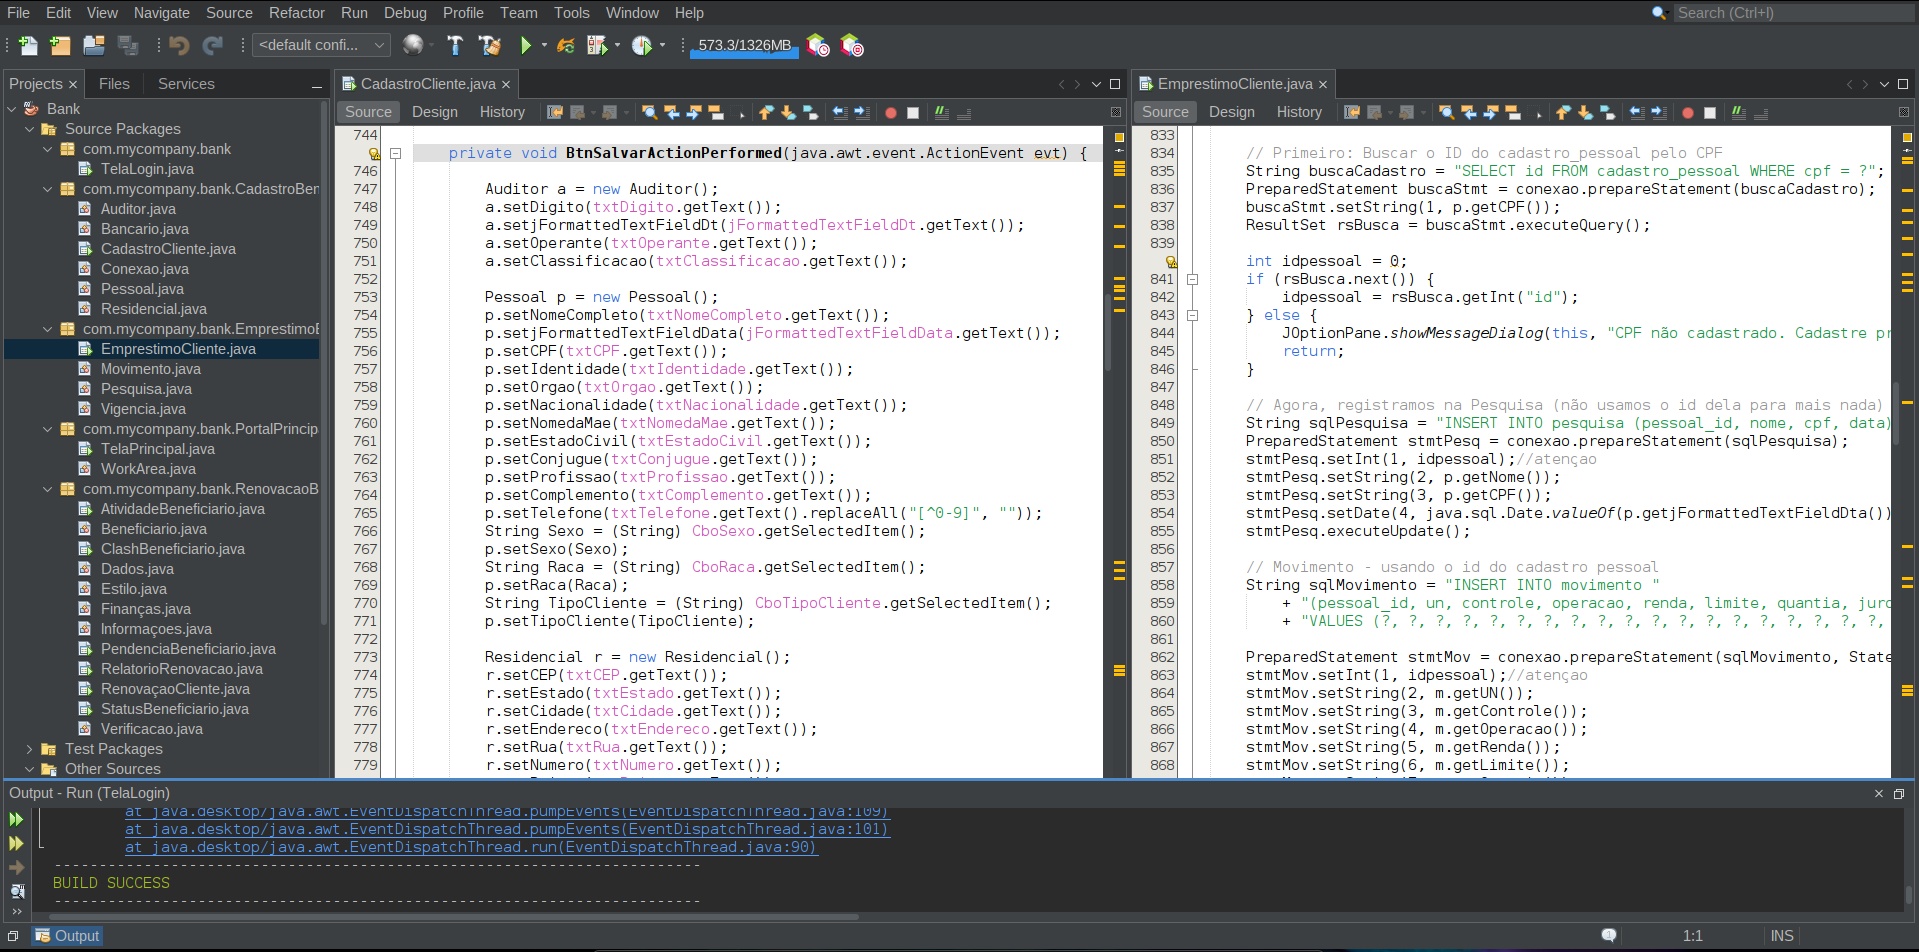 File Edit View Navigate Source Refactor Run Debug Profile Team Tools Window Help
Search (Ctrl+I)
<default confi...
573.3/1326MB
Projects × Files Services
Bank
Source Packages
com.mycompany.bank
TelaLogin.java
com.mycompany.bank.CadastroBen
Auditor.java
Bancario.java
CadastroCliente.java
Conexao.java
Pessoal.java
Residencial.java
com.mycompany.bank.EmprestimoB
EmprestimoCliente.java
Movimento.java
Pesquisa.java
Vigencia.java
com.mycompany.bank.PortalPrincip
TelaPrincipal.java
WorkArea.java
com.mycompany.bank.RenovacaoB
AtividadeBeneficiario.java
Beneficiario.java
ClashBeneficiario.java
Dados.java
Estilo.java
Finanças.java
Informaçoes.java
PendenciaBeneficiario.java
RelatorioRenovacao.java
RenovaçaoCliente.java
StatusBeneficiario.java
Verificacao.java
Test Packages
Other Sources
CadastroCliente.java ×
Source Design History
744
private void BtnSalvarActionPerformed(java.awt.event.ActionEvent evt) {
746
747 Auditor a = new Auditor();
748 a.setDigito(txtDigito.getText());
749 a.setjFormattedTextFieldDt(jFormattedTextFieldDt.getText());
750 a.setOperante(txtOperante.getText());
751 a.setClassificacao(txtClassificacao.getText());
752
753 Pessoal p = new Pessoal();
754 p.setNomeCompleto(txtNomeCompleto.getText());
755 p.setjFormattedTextFieldData(jFormattedTextFieldData.getText());
756 p.setCPF(txtCPF.getText());
757 p.setIdentidade(txtIdentidade.getText());
758 p.setOrgao(txtOrgao.getText());
759 p.setNacionalidade(txtNacionalidade.getText());
760 p.setNomedaMae(txtNomedaMae.getText());
761 p.setEstadoCivil(txtEstadoCivil.getText());
762 p.setConjugue(txtConjugue.getText());
763 p.setProfissao(txtProfissao.getText());
764 p.setComplemento(txtComplemento.getText());
765 p.setTelefone(txtTelefone.getText().replaceAll("[^0-9]", ""));
766 String Sexo = (String) CboSexo.getSelectedItem();
767 p.setSexo(Sexo);
768 String Raca = (String) CboRaca.getSelectedItem();
769 p.setRaca(Raca);
770 String TipoCliente = (String) CboTipoCliente.getSelectedItem();
771 p.setTipoCliente(TipoCliente);
772
773 Residencial r = new Residencial();
774 r.setCEP(txtCEP.getText());
775 r.setEstado(txtEstado.getText());
776 r.setCidade(txtCidade.getText());
777 r.setEndereco(txtEndereco.getText());
778 r.setRua(txtRua.getText());
779 r.setNumero(txtNumero.getText());
EmprestimoCliente.java ×
Source Design History
833
834 // Primeiro: Buscar o ID do cadastro_pessoal pelo CPF
835 String buscaCadastro = "SELECT id FROM cadastro_pessoal WHERE cpf = ?";
836 PreparedStatement buscaStmt = conexao.prepareStatement(buscaCadastro);
837 buscaStmt.setString(1, p.getCPF());
838 ResultSet rsBusca = buscaStmt.executeQuery();
839
int idpessoal = 0;
841 if (rsBusca.next()) {
842 idpessoal = rsBusca.getInt("id");
843 } else {
844 JOptionPane.showMessageDialog(this, "CPF não cadastrado. Cadastre pr
845 return;
846 }
847
848 // Agora, registramos na Pesquisa (não usamos o id dela para mais nada)
849 String sqlPesquisa = "INSERT INTO pesquisa (pessoal_id, nome, cpf, data)
850 PreparedStatement stmtPesq = conexao.prepareStatement(sqlPesquisa);
851 stmtPesq.setInt(1, idpessoal);//atençao
852 stmtPesq.setString(2, p.getNome());
853 stmtPesq.setString(3, p.getCPF());
854 stmtPesq.setDate(4, java.sql.Date.valueOf(p.getjFormattedTextFieldDta())
855 stmtPesq.executeUpdate();
856
857 // Movimento - usando o id do cadastro pessoal
858 String sqlMovimento = "INSERT INTO movimento "
859 + "(pessoal_id, un, controle, operacao, renda, limite, quantia, juro
860 + "VALUES (?, ?, ?, ?, ?, ?, ?, ?, ?, ?, ?, ?, ?, ?, ?, ?, ?, ?, ?,
861
862 PreparedStatement stmtMov = conexao.prepareStatement(sqlMovimento, State
863 stmtMov.setInt(1, idpessoal);//atençao
864 stmtMov.setString(2, m.getUN());
865 stmtMov.setString(3, m.getControle());
866 stmtMov.setString(4, m.getOperacao());
867 stmtMov.setString(5, m.getRenda());
868 stmtMov.setString(6, m.getLimite());
Output - Run (TelaLogin)
at java.desktop/java.awt.EventDispatchThread.pumpEvents(EventDispatchThread.java:109)
at java.desktop/java.awt.EventDispatchThread.pumpEvents(EventDispatchThread.java:101)
at java.desktop/java.awt.EventDispatchThread.run(EventDispatchThread.java:90)
------------------------------------------------------------------------
BUILD SUCCESS
------------------------------------------------------------------------
Output
1:1 INS